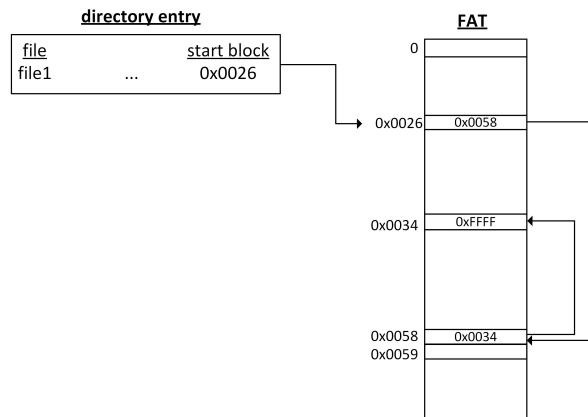 directory entry
file start block
file1 ... 0x0026
FAT
0
0x0026 0x0058
0x0034 0xFFFF
0x0058 0x0034
0x0059